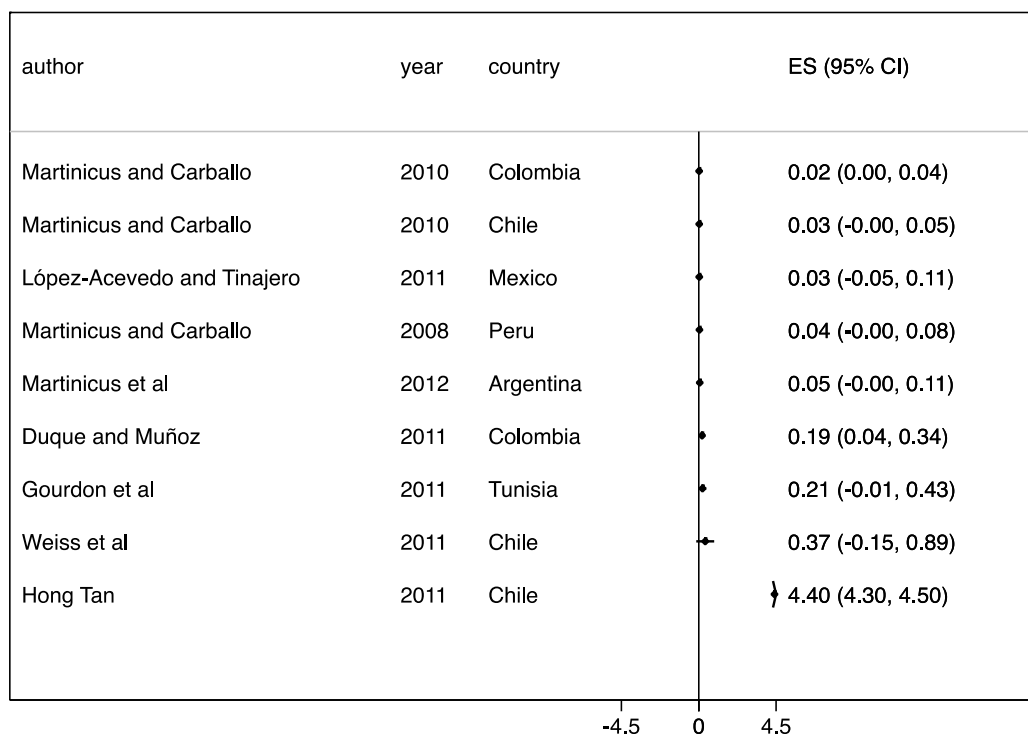 author year country ES (95% CI)
Martinicus and Carballo 2010 Colombia 0.02 (0.00, 0.04)
Martinicus and Carballo 2010 Chile 0.03 (-0.00, 0.05)
López-Acevedo and Tinajero 2011 Mexico 0.03 (-0.05, 0.11)
Martinicus and Carballo 2008 Peru 0.04 (-0.00, 0.08)
Martinicus et al 2012 Argentina 0.05 (-0.00, 0.11)
Duque and Muñoz 2011 Colombia 0.19 (0.04, 0.34)
Gourdon et al 2011 Tunisia 0.21 (-0.01, 0.43)
Weiss et al 2011 Chile 0.37 (-0.15, 0.89)
Hong Tan 2011 Chile 4.40 (4.30, 4.50)
-4.5 0 4.5